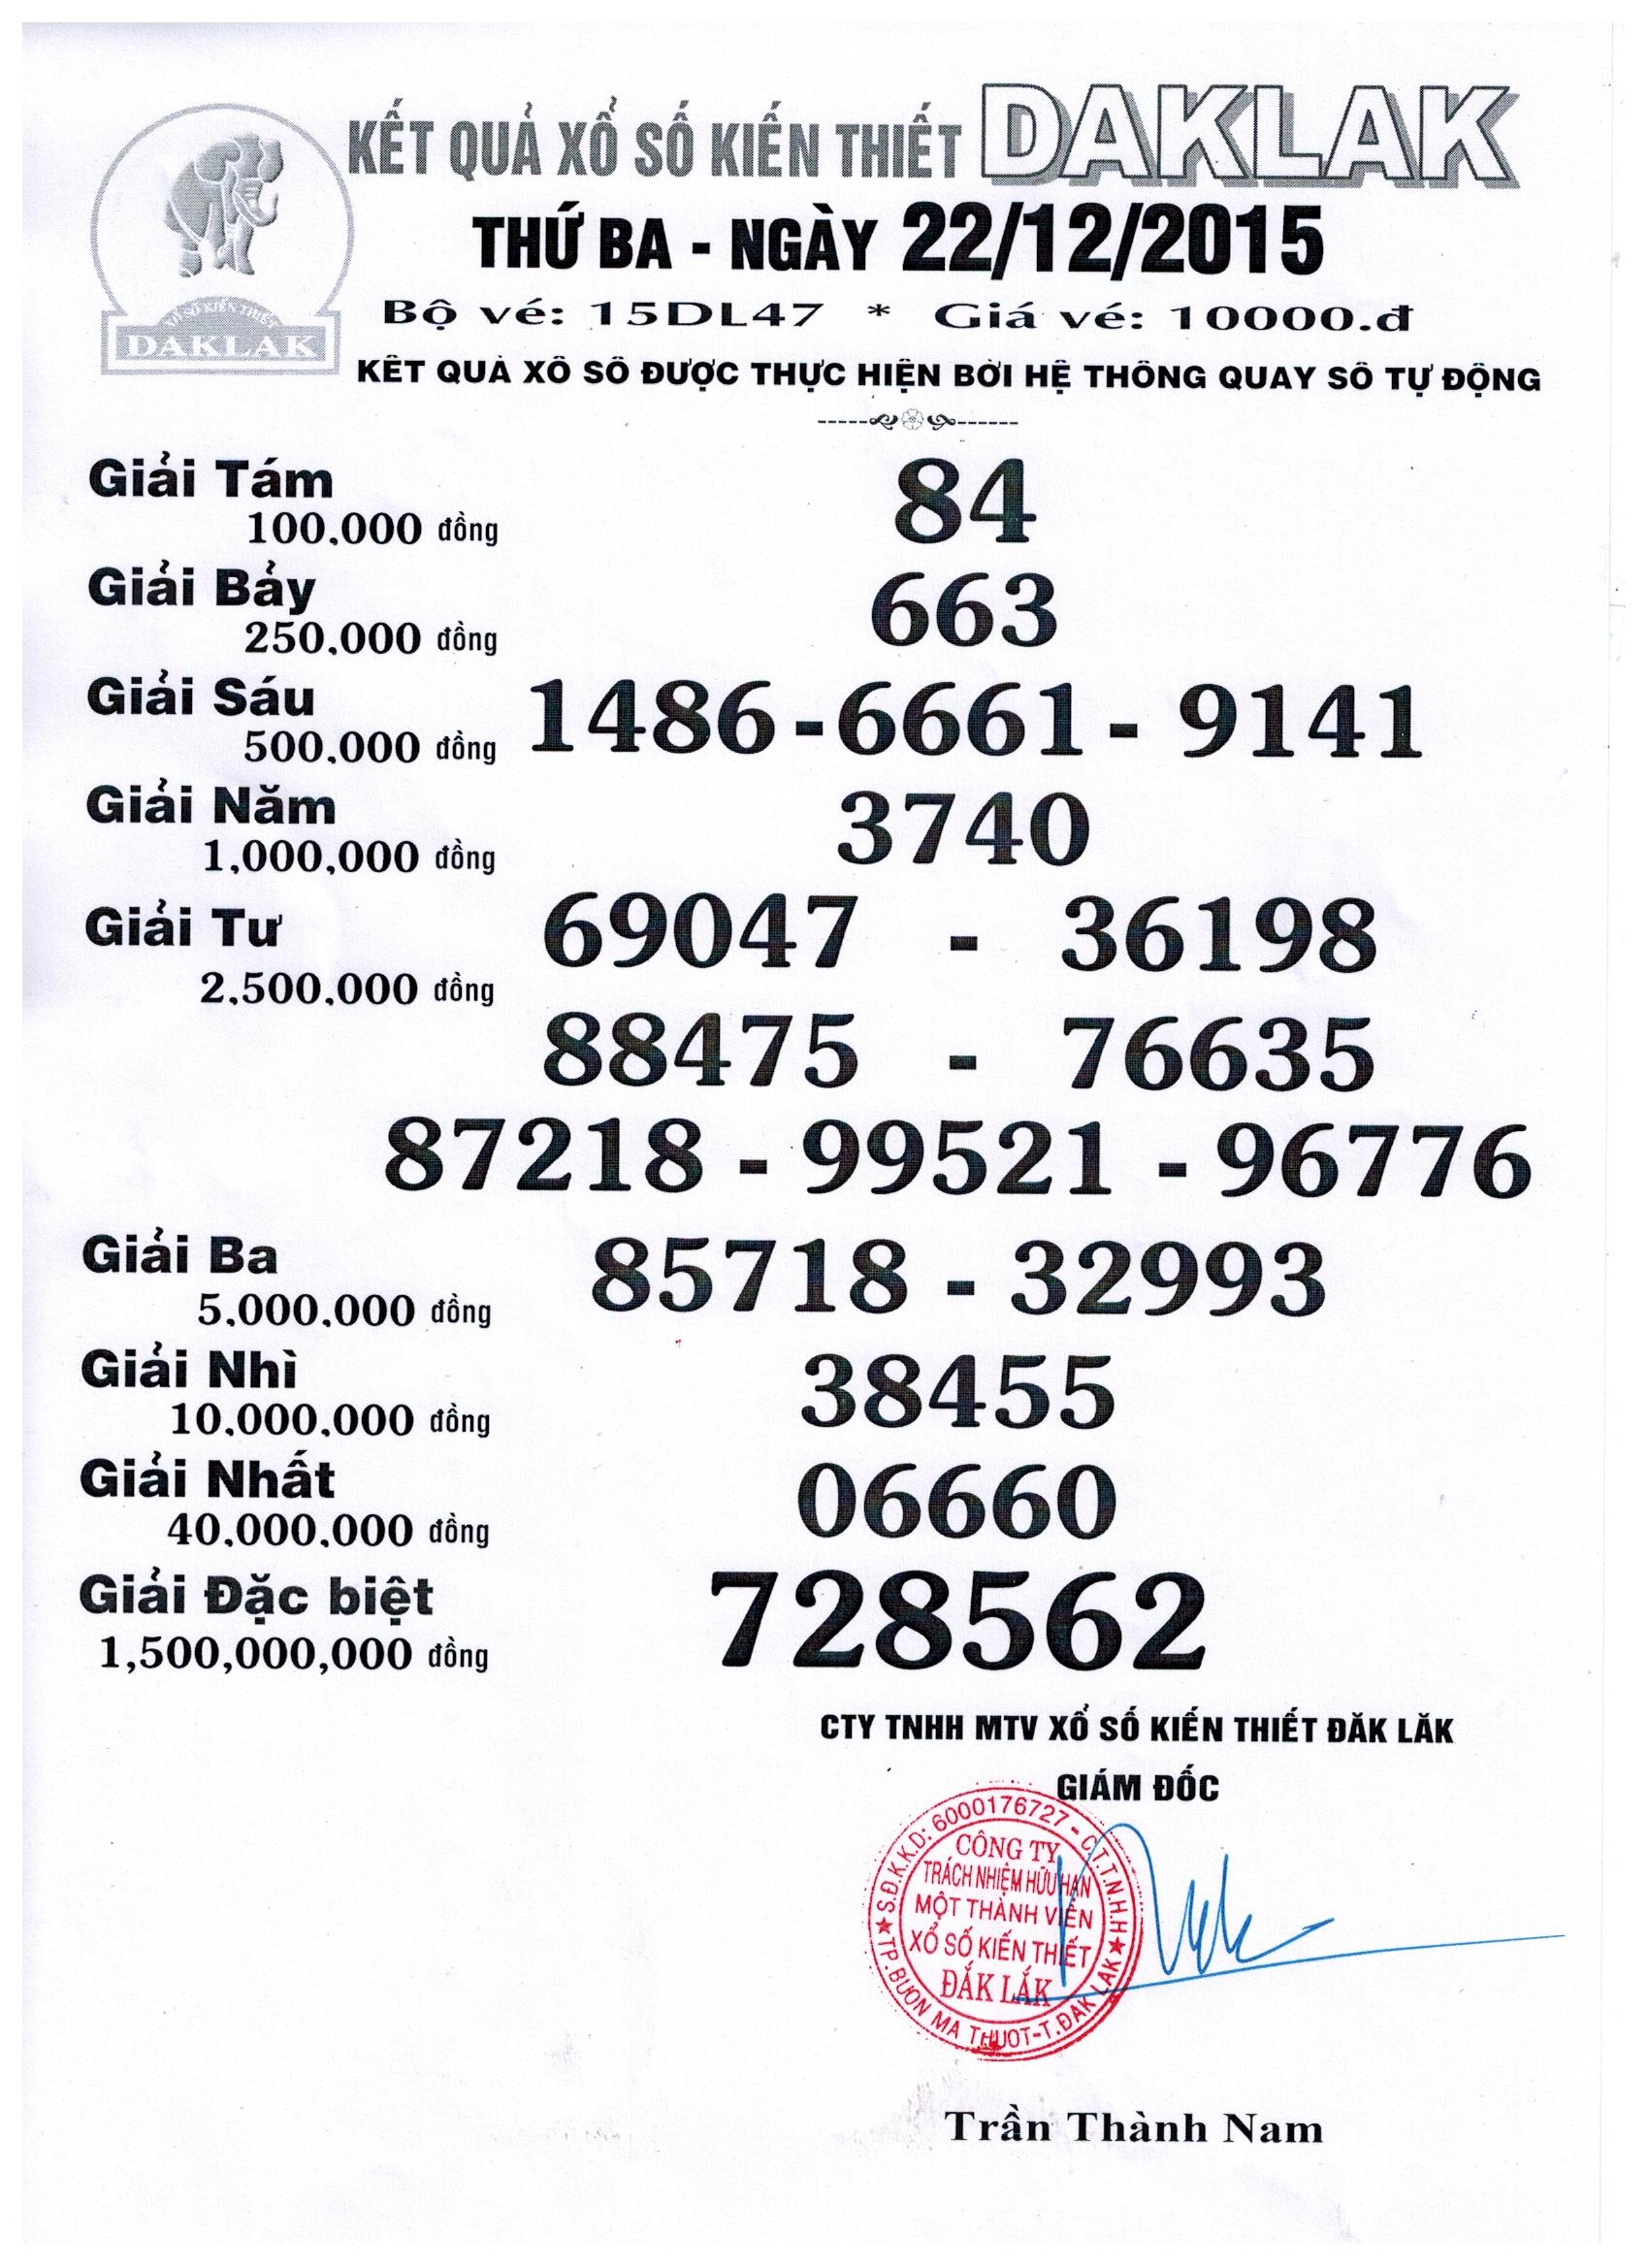 KẾT QUẢ XỔ SỐ KIẾN THIẾT DAKLAK
THỨ BA - NGÀY 22/12/2015
Bộ vé: 15DL47 * Giá vé: 10000.đ
XỔ SỐ KIẾN THIẾT
DAKLAK
KẾT QUẢ XỔ SỐ ĐƯỢC THỰC HIỆN BỞI HỆ THỐNG QUAY SỐ TỰ ĐỘNG
Giải Tám 84
100.000 đồng
Giải Bảy 663
250.000 đồng
Giải Sáu 1486 - 6661 - 9141
500.000 đồng
Giải Năm 3740
1,000,000 đồng
Giải Tư 69047 - 36198
2,500,000 đồng
88475 - 76635
87218 - 99521 - 96776
Giải Ba 85718 - 32993
5.000.000 đồng
Giải Nhì 38455
10.000.000 đồng
Giải Nhất 06660
40,000,000 đồng
Giải Đặc biệt 728562
1,500,000,000 đồng
CTY TNHH MTV XỔ SỐ KIẾN THIẾT ĐĂK LĂK
GIÁM ĐỐC
S.Đ.K.K.D: 6000176727 - C.T.T.N.H.H
CÔNG TY
TRÁCH NHIỆM HỮU HẠN
MỘT THÀNH VIÊN
XỔ SỐ KIẾN THIẾT
ĐẮK LẮK
★ TP.BUÔN MA THUỘT-T.ĐAK LAK ★
Trần Thành Nam